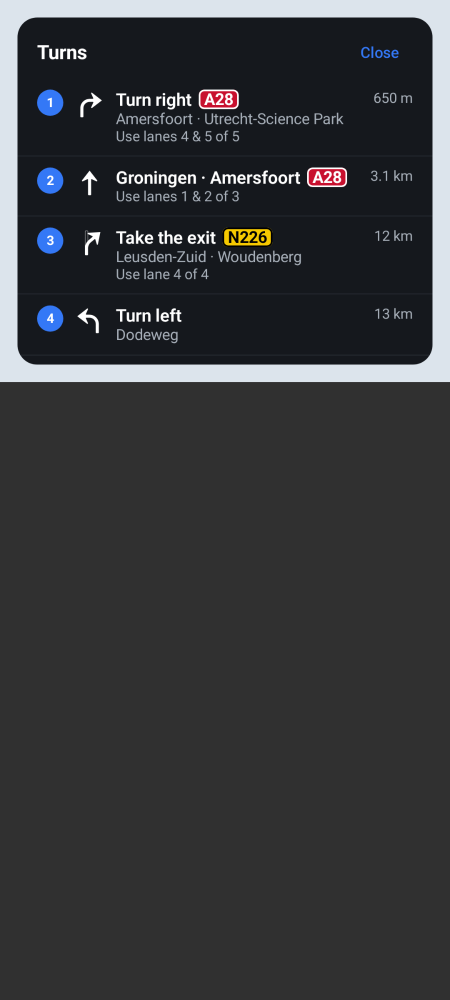 Turns
Close
1 Turn right A28 650 m
Amersfoort · Utrecht-Science Park
Use lanes 4 & 5 of 5
2 Groningen · Amersfoort A28 3.1 km
Use lanes 1 & 2 of 3
3 Take the exit N226 12 km
Leusden-Zuid · Woudenberg
Use lane 4 of 4
4 Turn left 13 km
Dodeweg